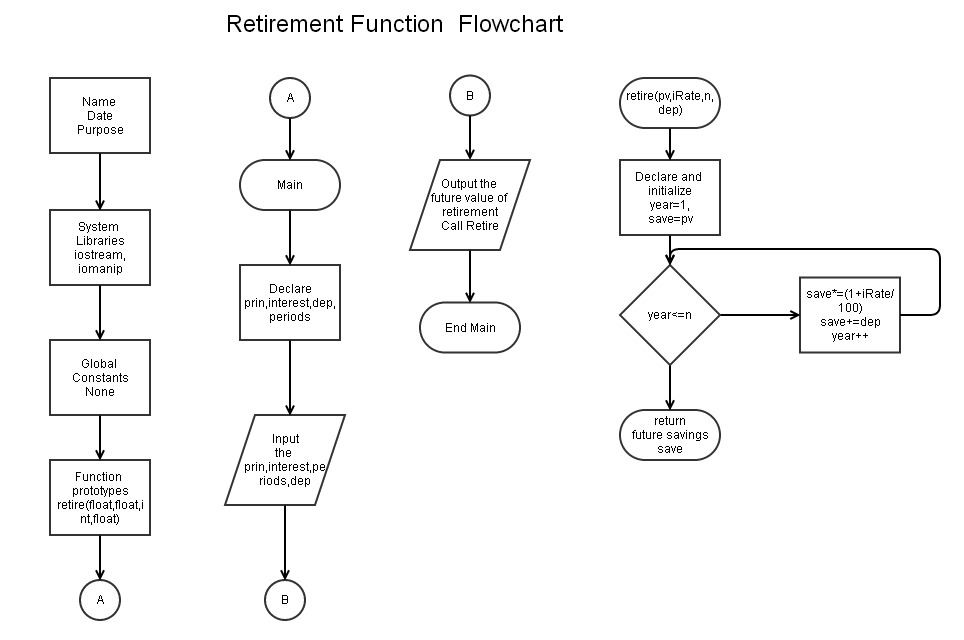 Retirement Function Flowchart
Name
Date
Purpose
System
Libraries
iostream,
iomanip
Global
Constants
None
Function
prototypes
retire(float,float,i
nt,float)
A
A
Main
Declare
prin,interest,dep,
periods
Input
the
prin,interest,pe
riods,dep
B
B
Output the
future value of
retirement
Call Retire
End Main
retire(pv,iRate,n,
dep)
Declare and
initialize
year=1,
save=pv
year<=n
save*=(1+iRate/
100)
save+=dep
year++
return
future savings
save